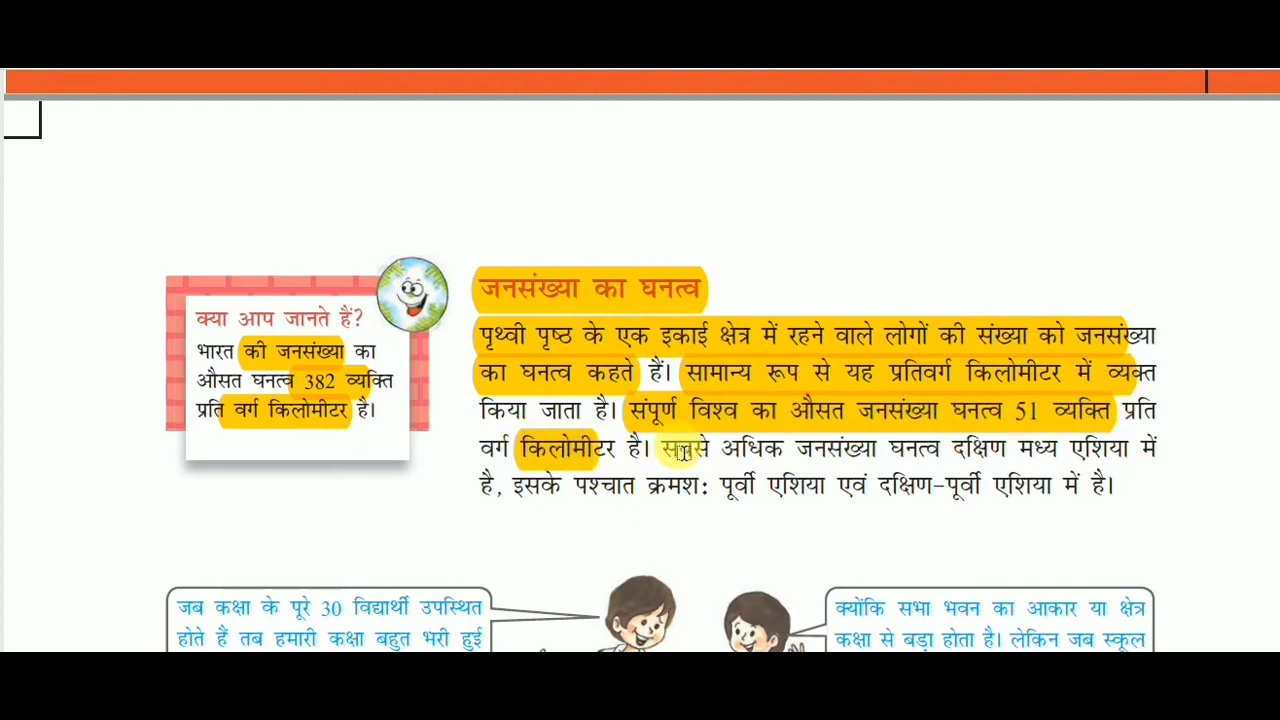 जनसंख्या का घनत्व
पृथ्वी पृष्ठ के एक इकाई क्षेत्र में रहने वाले लोगों की संख्या को जनसंख्या
का घनत्व कहते हैं। सामान्य रूप से यह प्रतिवर्ग किलोमीटर में व्यक्त
किया जाता है। संपूर्ण विश्व का औसत जनसंख्या घनत्व 51 व्यक्ति प्रति
वर्ग किलोमीटर है। सबसे अधिक जनसंख्या घनत्व दक्षिण मध्य एशिया में
है, इसके पश्चात क्रमश: पूर्वी एशिया एवं दक्षिण-पूर्वी एशिया में है।
क्या आप जानते हैं?
भारत की जनसंख्या का
औसत घनत्व 382 व्यक्ति
प्रति वर्ग किलोमीटर है।
जब कक्षा के पूरे 30 विद्यार्थी उपस्थित
होते हैं तब हमारी कक्षा बहुत भरी हुई
क्योंकि सभा भवन का आकार या क्षेत्र
कक्षा से बड़ा होता है। लेकिन जब स्कूल